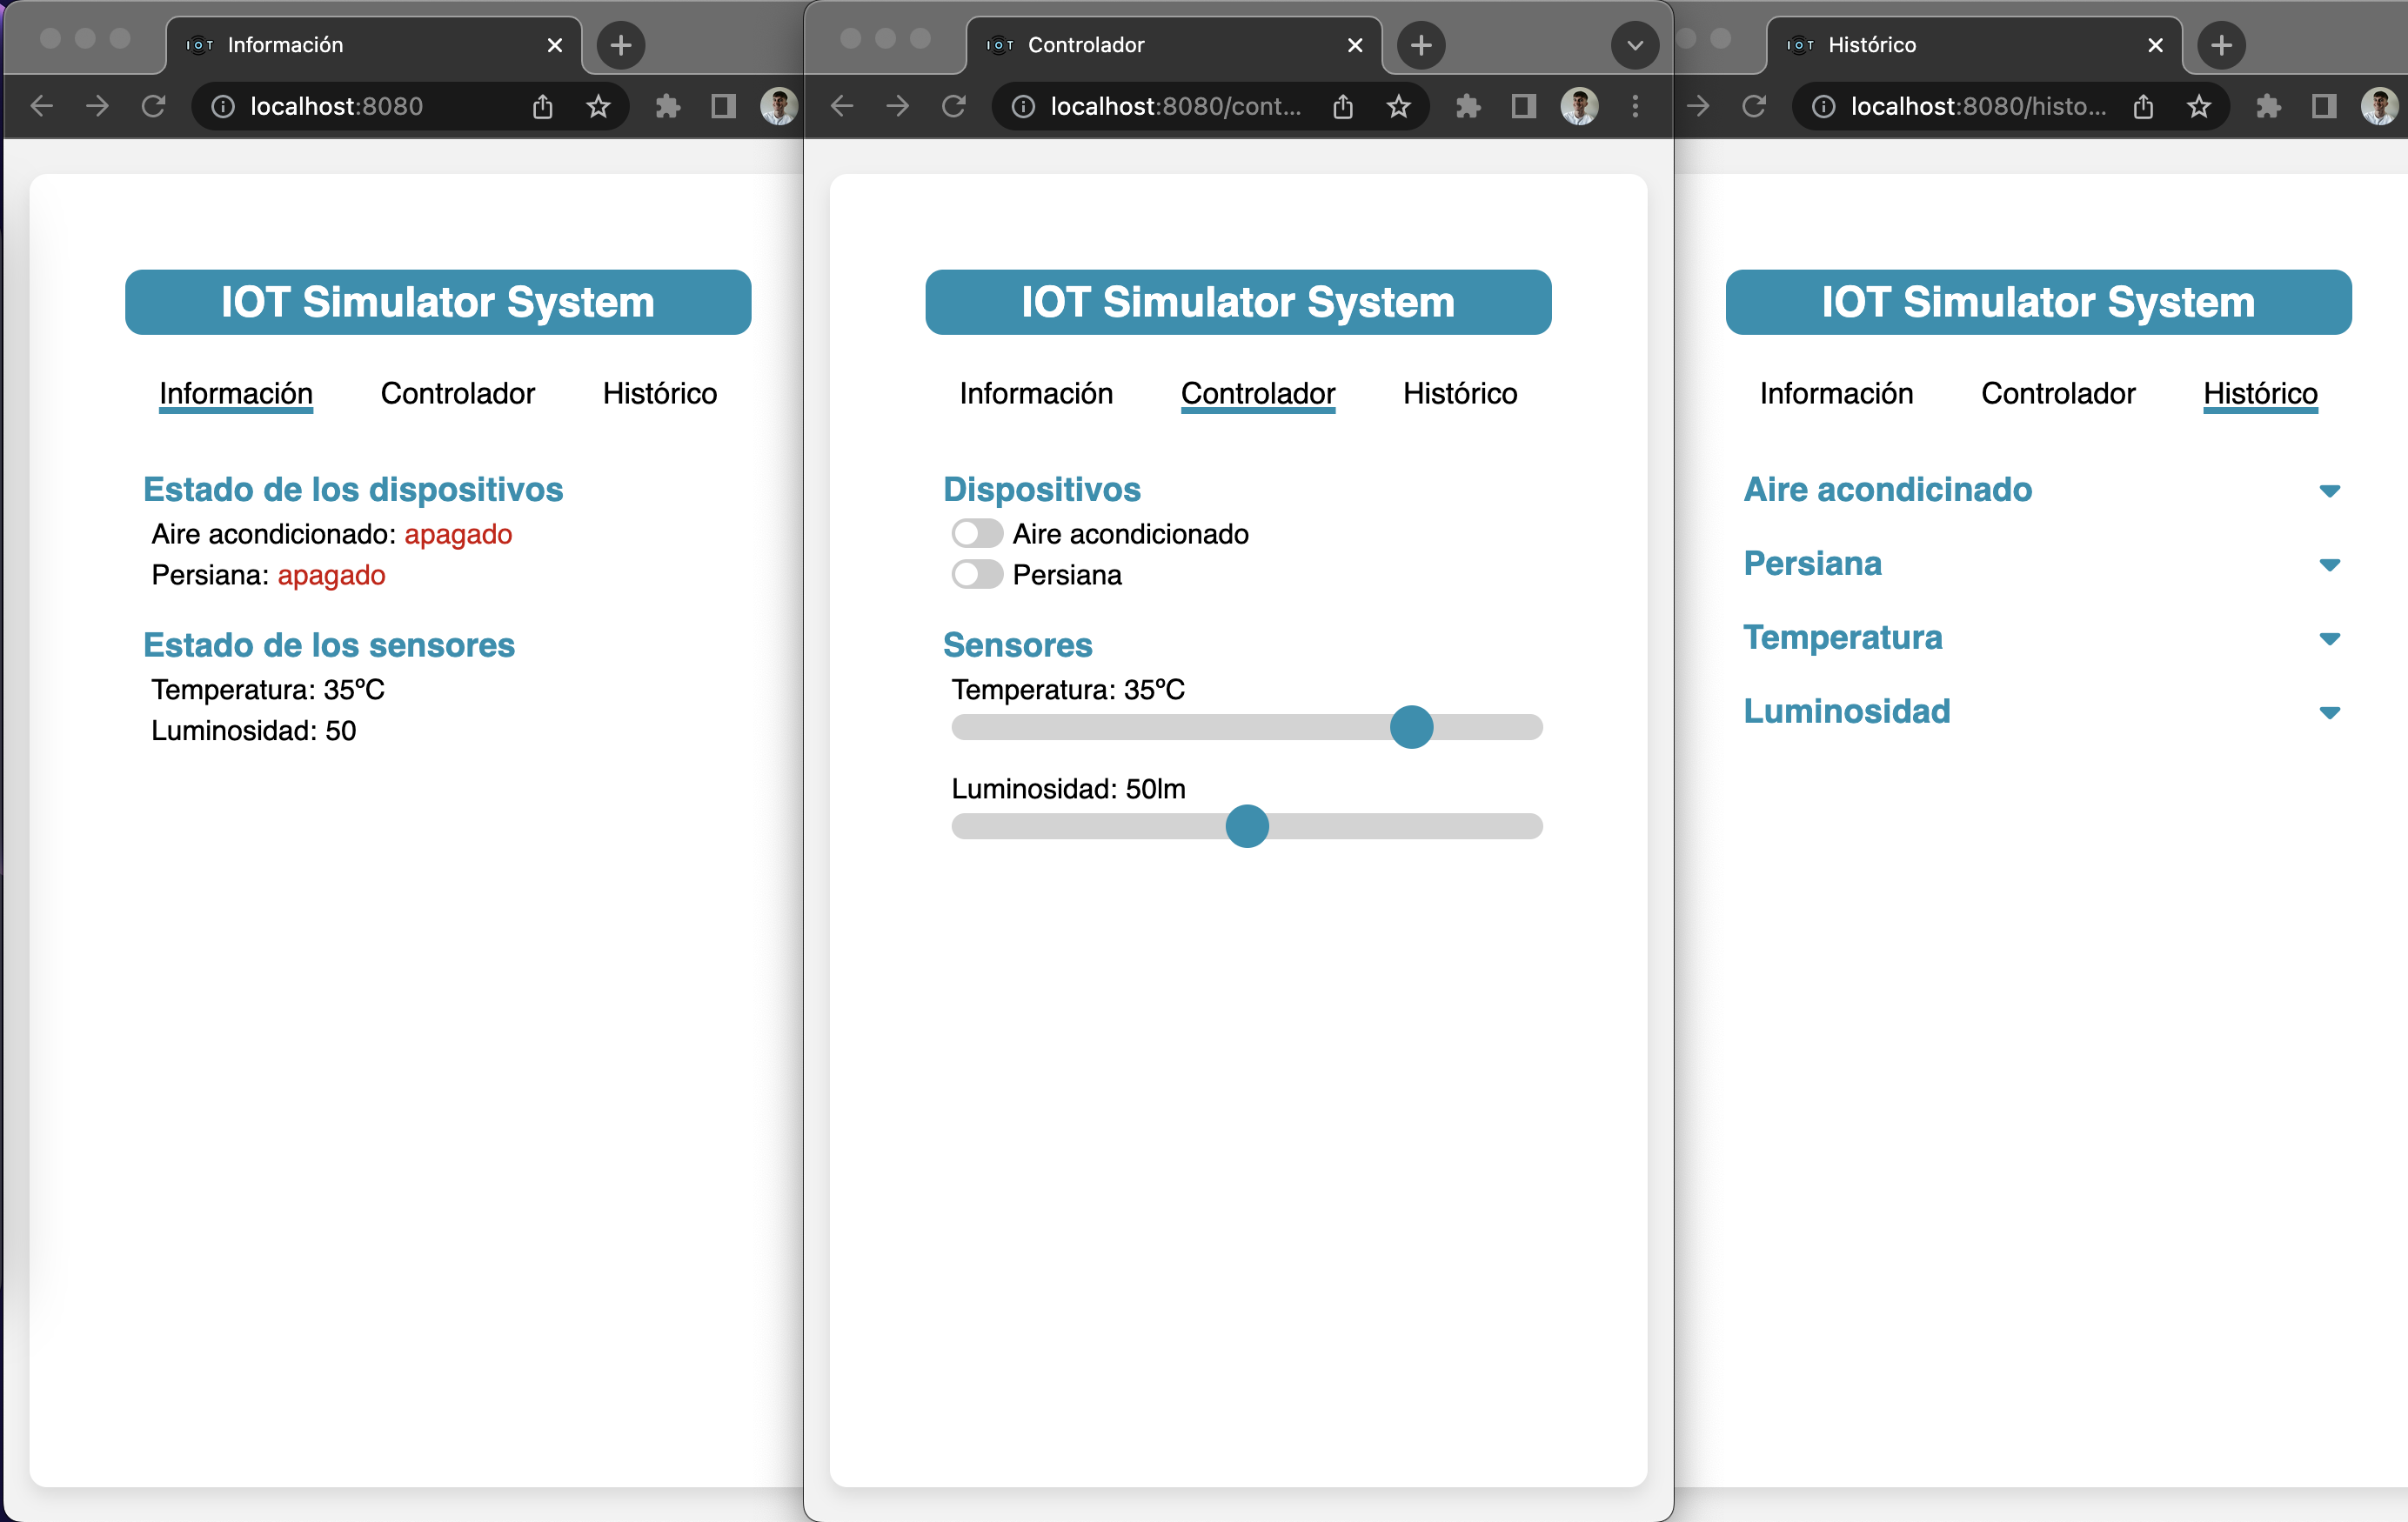 IOT Información
localhost:8080
IOT Simulator System
Información Controlador Histórico
Estado de los dispositivos
Aire acondicionado: apagado
Persiana: apagado
Estado de los sensores
Temperatura: 35ºC
Luminosidad: 50
IOT Controlador
localhost:8080/cont...
IOT Simulator System
Información Controlador Histórico
Dispositivos
Aire acondicionado
Persiana
Sensores
Temperatura: 35ºC
Luminosidad: 50lm
IOT Histórico
localhost:8080/histo...
IOT Simulator System
Información Controlador Histórico
Aire acondicinado
Persiana
Temperatura
Luminosidad